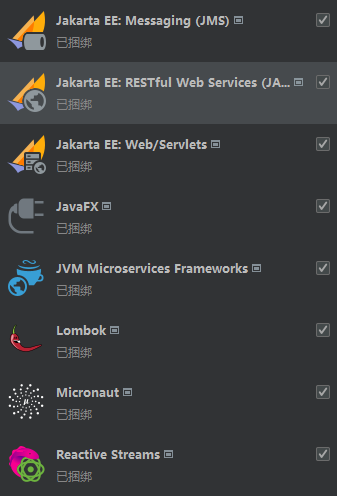 Jakarta EE: Messaging (JMS)
已捆绑
Jakarta EE: RESTful Web Services (JA...
已捆绑
Jakarta EE: Web/Servlets
已捆绑
JavaFX
已捆绑
JVM Microservices Frameworks
已捆绑
Lombok
已捆绑
Micronaut
已捆绑
Reactive Streams
已捆绑